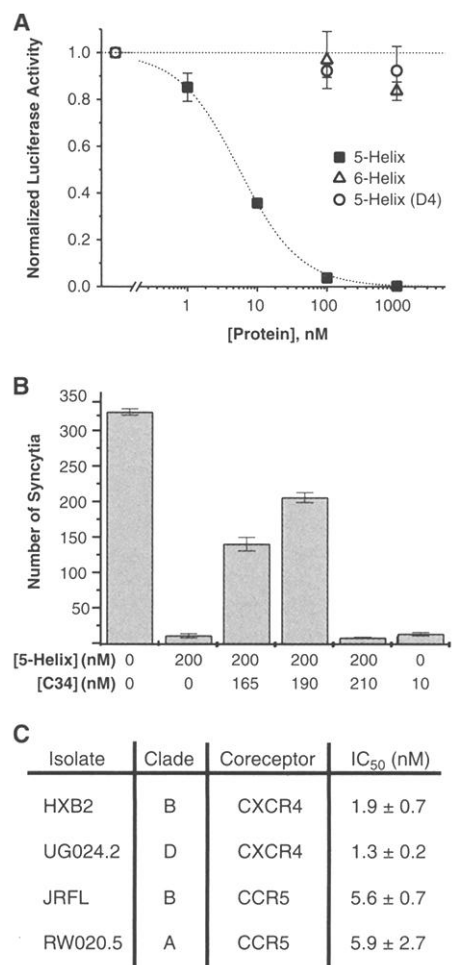 A
Normalized Luciferase Activity
1.0
0.8
0.6
0.4
0.2
0.0
5-Helix
6-Helix
5-Helix (D4)
1 10 100 1000
[Protein], nM
B
Number of Syncytia
350
300
250
200
150
100
50
[5-Helix] (nM) 0 200 200 200 200 0
[C34] (nM) 0 0 165 190 210 10
C
Isolate Clade Coreceptor IC50 (nM)
HXB2 B CXCR4 1.9 ± 0.7
UG024.2 D CXCR4 1.3 ± 0.2
JRFL B CCR5 5.6 ± 0.7
RW020.5 A CCR5 5.9 ± 2.7